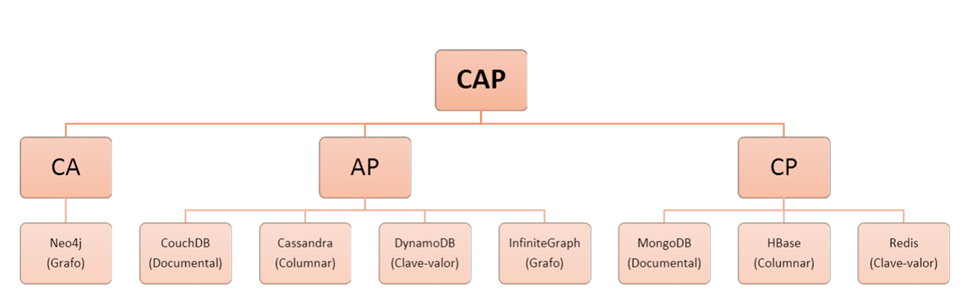 CAP
CA
AP
CP
Neo4j
(Grafo)
CouchDB
(Documental)
Cassandra
(Columnar)
DynamoDB
(Clave-valor)
InfiniteGraph
(Grafo)
MongoDB
(Documental)
HBase
(Columnar)
Redis
(Clave-valor)